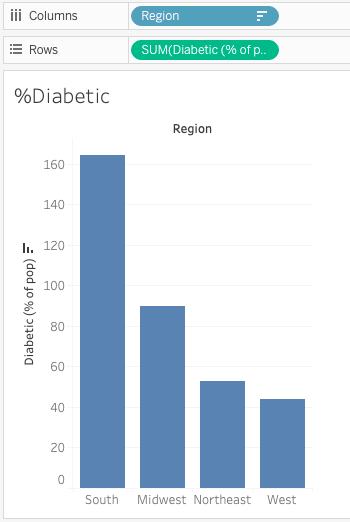 Columns
Region
Rows
SUM(Diabetic (% of p..
%Diabetic
Region
Diabetic (% of pop)
160
140
120
100
80
60
40
20
0
South Midwest Northeast West